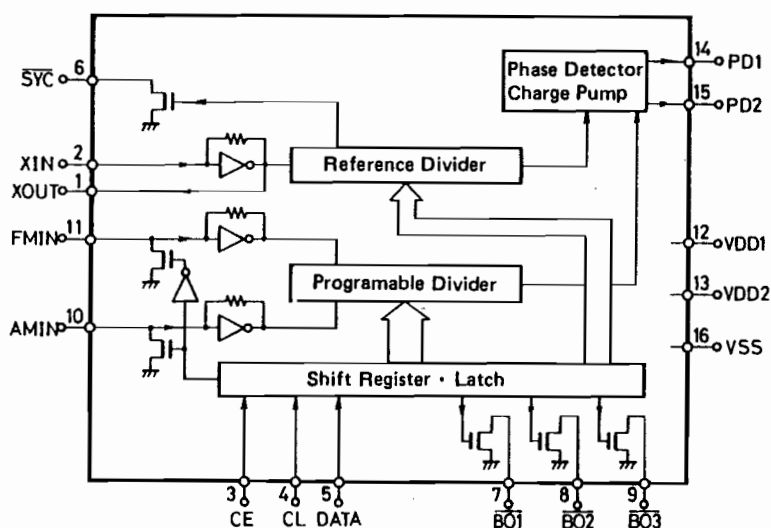 6
SYC
Phase Detector
Charge Pump
14
PD1
15
PD2
2
XIN
1
XOUT
Reference Divider
11
FMIN
12
VDD1
Programable Divider
13
VDD2
10
AMIN
16
VSS
Shift Register · Latch
3
4
5
7
8
9
CE
CL
DATA
BO1
BO2
BO3